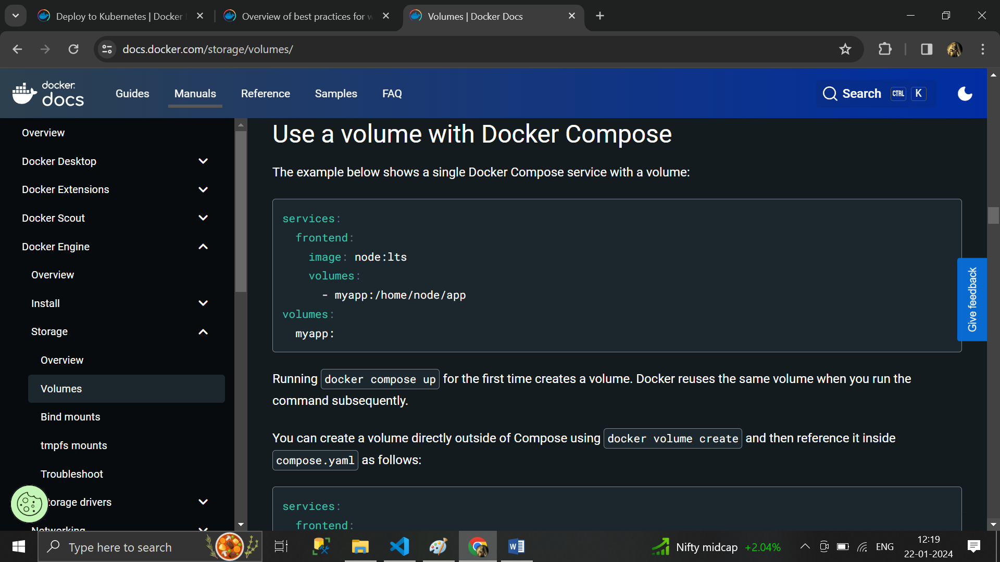 Deploy to Kubernetes | Docker
Overview of best practices for w
Volumes | Docker Docs
docs.docker.com/storage/volumes/
docker
docs
Guides
Manuals
Reference
Samples
FAQ
Search
CTRL
K
Overview
Docker Desktop
Docker Extensions
Docker Scout
Docker Engine
Overview
Install
Storage
Overview
Volumes
Bind mounts
tmpfs mounts
Troubleshoot
torage drivers
Networking
Use a volume with Docker Compose
The example below shows a single Docker Compose service with a volume:
services:
frontend:
image: node:lts
volumes:
- myapp:/home/node/app
volumes:
myapp:
Running docker compose up for the first time creates a volume. Docker reuses the same volume when you run the
command subsequently.
You can create a volume directly outside of Compose using docker volume create and then reference it inside
compose.yaml as follows:
services:
frontend:
Give feedback
Type here to search
Nifty midcap +2.04%
ENG
12:19
22-01-2024